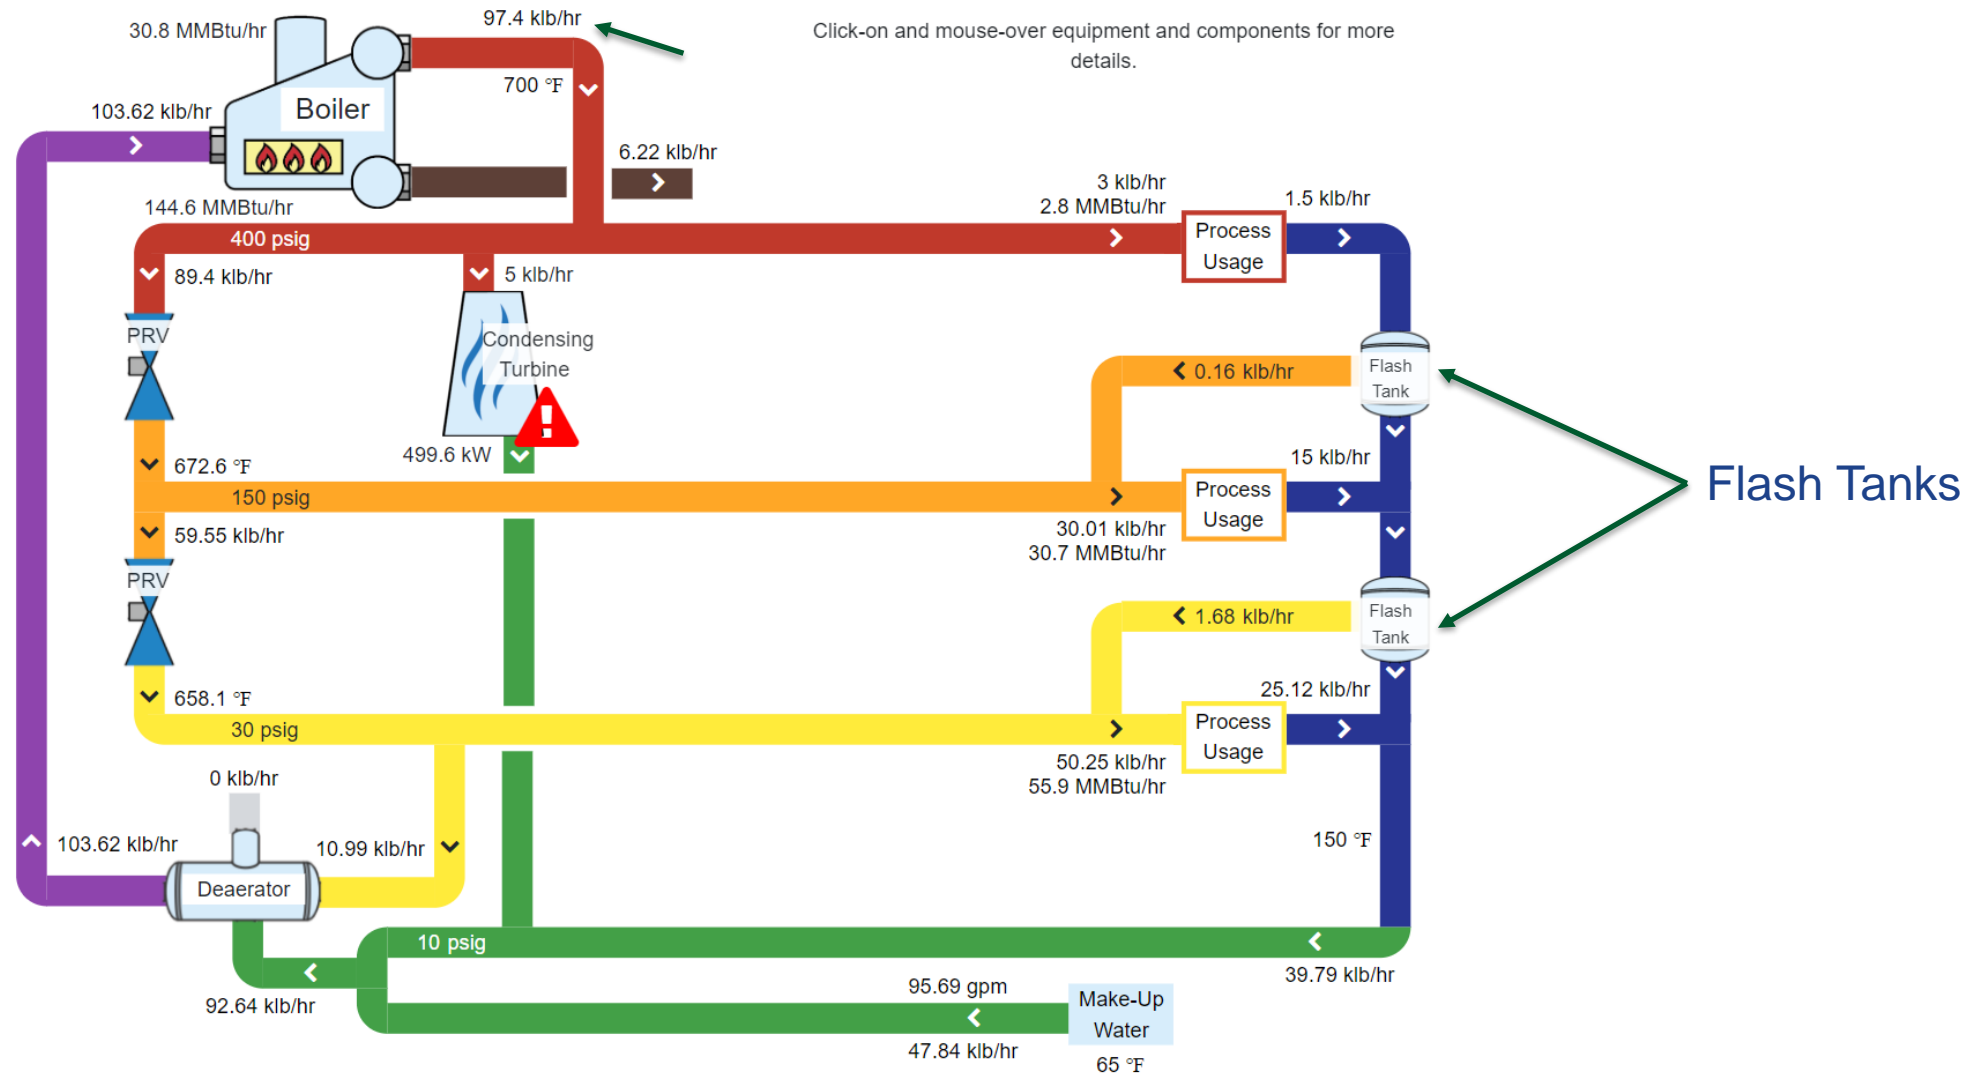 97.4 klb/hr
30.8 MMBtu/hr
Click-on and mouse-over equipment and components for more
details.
700 °F
103.62 klb/hr
Boiler
6.22 klb/hr
144.6 MMBtu/hr
3 klb/hr
2.8 MMBtu/hr
1.5 klb/hr
400 psig
Process
Usage
89.4 klb/hr
5 klb/hr
PRV
Condensing
Turbine
0.16 klb/hr
Flash
Tank
499.6 kW
672.6 °F
15 klb/hr
Flash Tanks
150 psig
Process
Usage
59.55 klb/hr
30.01 klb/hr
30.7 MMBtu/hr
PRV
1.68 klb/hr
Flash
Tank
658.1 °F
25.12 klb/hr
30 psig
Process
Usage
50.25 klb/hr
55.9 MMBtu/hr
0 klb/hr
103.62 klb/hr
10.99 klb/hr
150 °F
Deaerator
10 psig
39.79 klb/hr
92.64 klb/hr
95.69 gpm
Make-Up
Water
47.84 klb/hr
65 °F